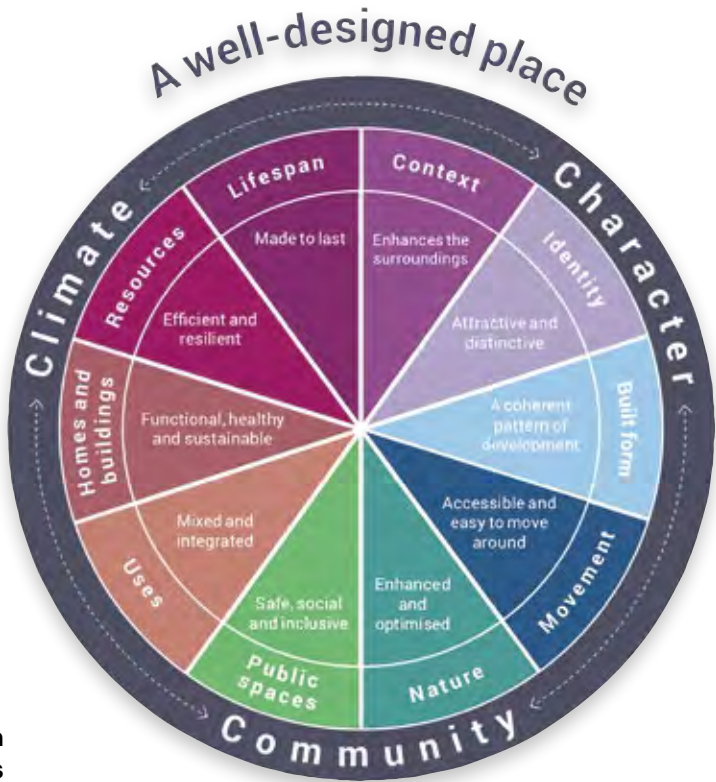 A well-designed place
Climate
Character
Community
Context
Enhances the
surroundings
Identity
Attractive and
distinctive
Built form
A coherent
pattern of
development
Movement
Accessible and
easy to move
around
Nature
Enhanced
and
optimised
Public
spaces
Safe, social
and inclusive
Uses
Mixed and
integrated
Homes and
buildings
Functional, healthy
and sustainable
Resources
Efficient and
resilient
Lifespan
Made to last